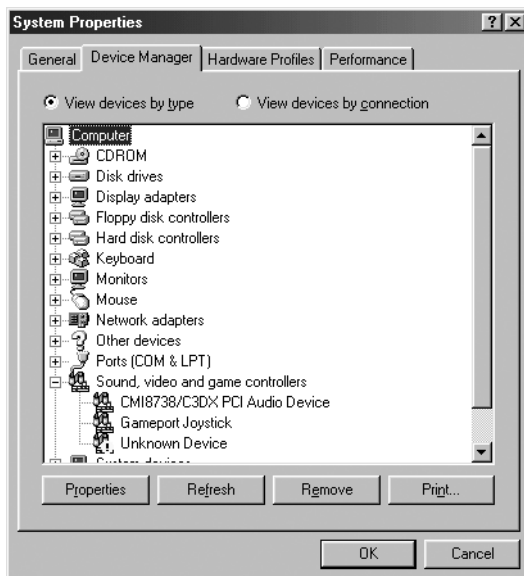 System Properties
General Device Manager Hardware Profiles Performance
View devices by type View devices by connection
Computer
CDROM
Disk drives
Display adapters
Floppy disk controllers
Hard disk controllers
Keyboard
Monitors
Mouse
Network adapters
Other devices
Ports (COM & LPT)
Sound, video and game controllers
CMI8738/C3DX PCI Audio Device
Gameport Joystick
Unknown Device
System devices
Properties Refresh Remove Print...
OK Cancel